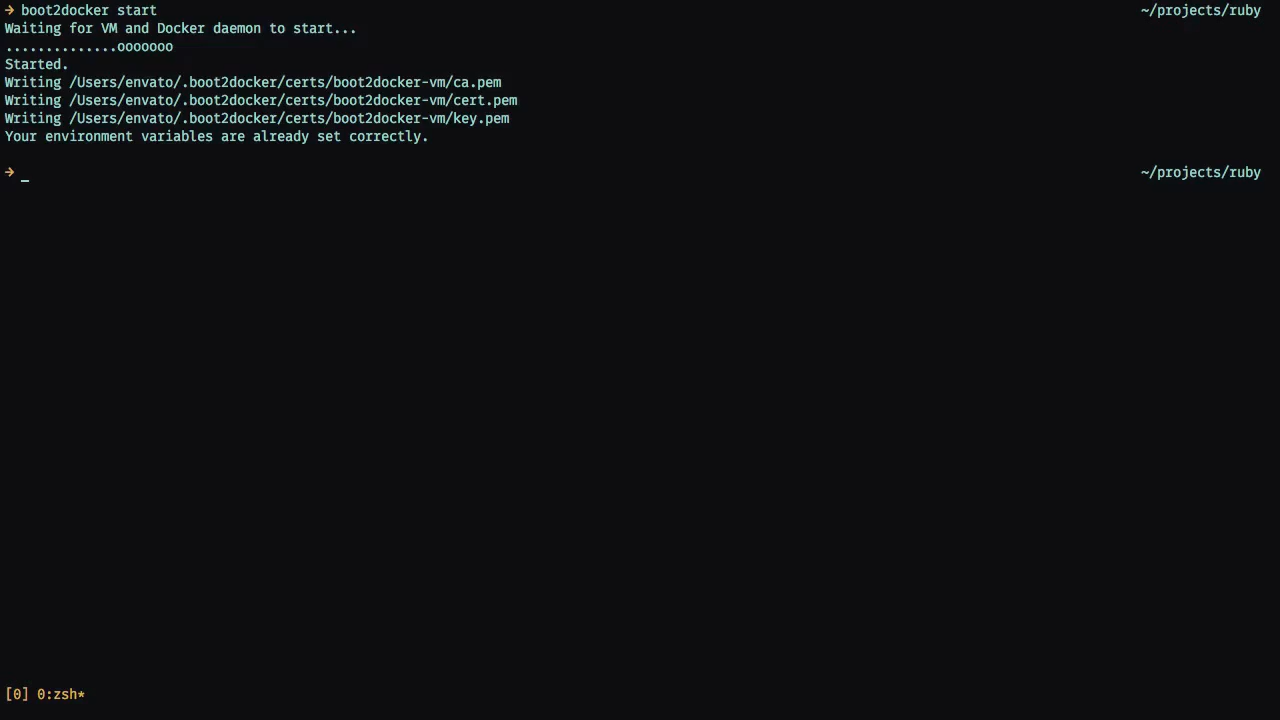 → boot2docker start ~/projects/ruby
Waiting for VM and Docker daemon to start...
..............ooooooo
Started.
Writing /Users/envato/.boot2docker/certs/boot2docker-vm/ca.pem
Writing /Users/envato/.boot2docker/certs/boot2docker-vm/cert.pem
Writing /Users/envato/.boot2docker/certs/boot2docker-vm/key.pem
Your environment variables are already set correctly.
→ _ ~/projects/ruby
[0] 0:zsh*